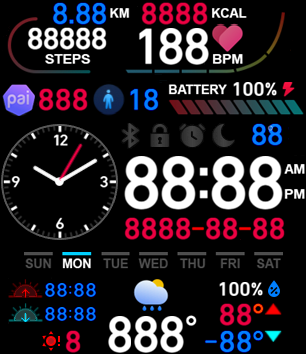 8.88 KM 8888 KCAL
88888 188
STEPS BPM
BATTERY 100%
pai 888 18
12
9 3
6
88
88:88 AM
PM
8888-88-88
SUN MON TUE WED THU FRI SAT
88:88 100%
88:88 888° 88°
8 -88°